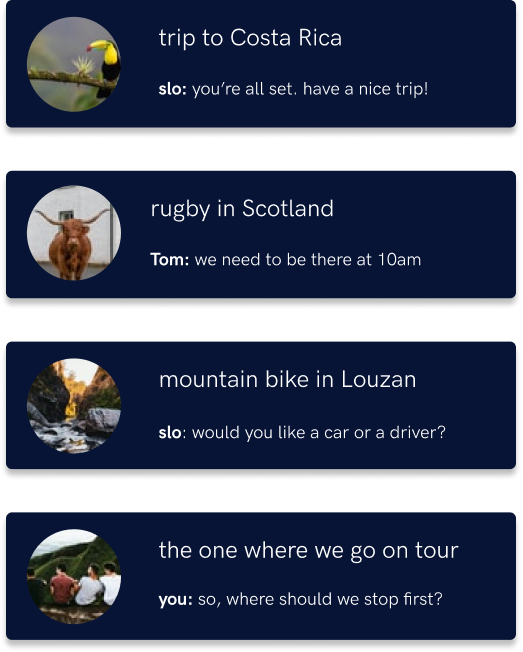 trip to Costa Rica
slo: you’re all set. have a nice trip!
rugby in Scotland
Tom: we need to be there at 10am
mountain bike in Louzan
slo: would you like a car or a driver?
the one where we go on tour
you: so, where should we stop first?